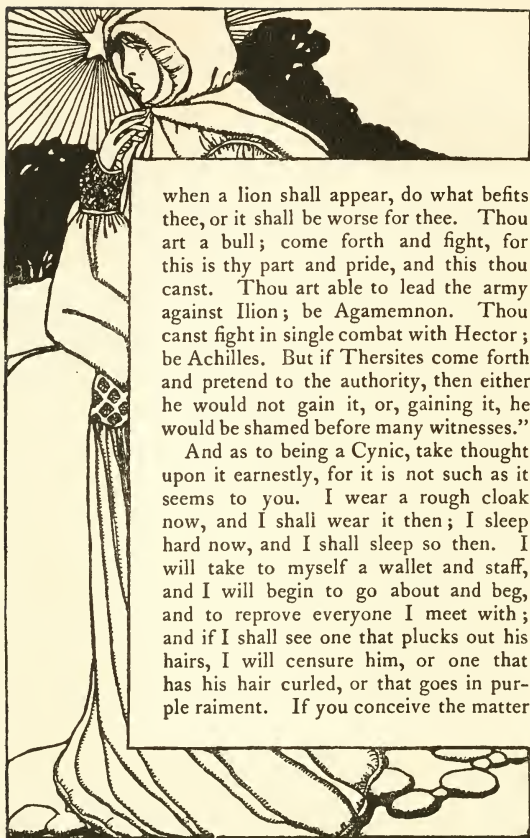 when a lion shall appear, do what befits
thee, or it shall be worse for thee. Thou
art a bull; come forth and fight, for
this is thy part and pride, and this thou
canst. Thou art able to lead the army
against Ilion; be Agamemnon. Thou
canst fight in single combat with Hector;
be Achilles. But if Thersites come forth
and pretend to the authority, then either
he would not gain it, or, gaining it, he
would be shamed before many witnesses."
And as to being a Cynic, take thought
upon it earnestly, for it is not such as it
seems to you. I wear a rough cloak
now, and I shall wear it then; I sleep
hard now, and I shall sleep so then. I
will take to myself a wallet and staff,
and I will begin to go about and beg,
and to reprove everyone I meet with;
and if I shall see one that plucks out his
hairs, I will censure him, or one that
has his hair curled, or that goes in pur-
ple raiment. If you conceive the matter